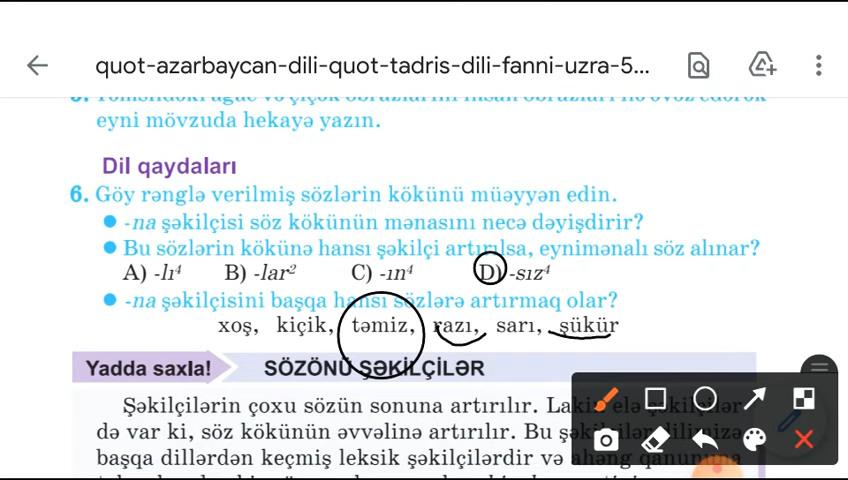 quot-azarbaycan-dili-quot-tadris-dili-fanni-uzra-5...
eyni mövzuda hekayə yazın.
Dil qaydaları
6. Göy rənglə verilmiş sözlərin kökünü müəyyən edin.
● -na şəkilçisi söz kökünün mənasını necə dəyişdirir?
● Bu sözlərin kökünə hansı şəkilçi artırılsa, eynimənalı söz alınar?
A) -lı⁴ B) -lar² C) -ın⁴ D) -sız⁴
● -na şəkilçisini başqa hansı sözlərə artırmaq olar?
xoş, kiçik, təmiz, razı, sarı, şükür
Yadda saxla! SÖZÖNÜ ŞƏKİLÇİLƏR
Şəkilçilərin çoxu sözün sonuna artırılır. Lakin elə şəkilçilər
də var ki, söz kökünün əvvəlinə artırılır. Bu şəkilçilər dilimizə
başqa dillərdən keçmiş leksik şəkilçilərdir və ahəng qanununa